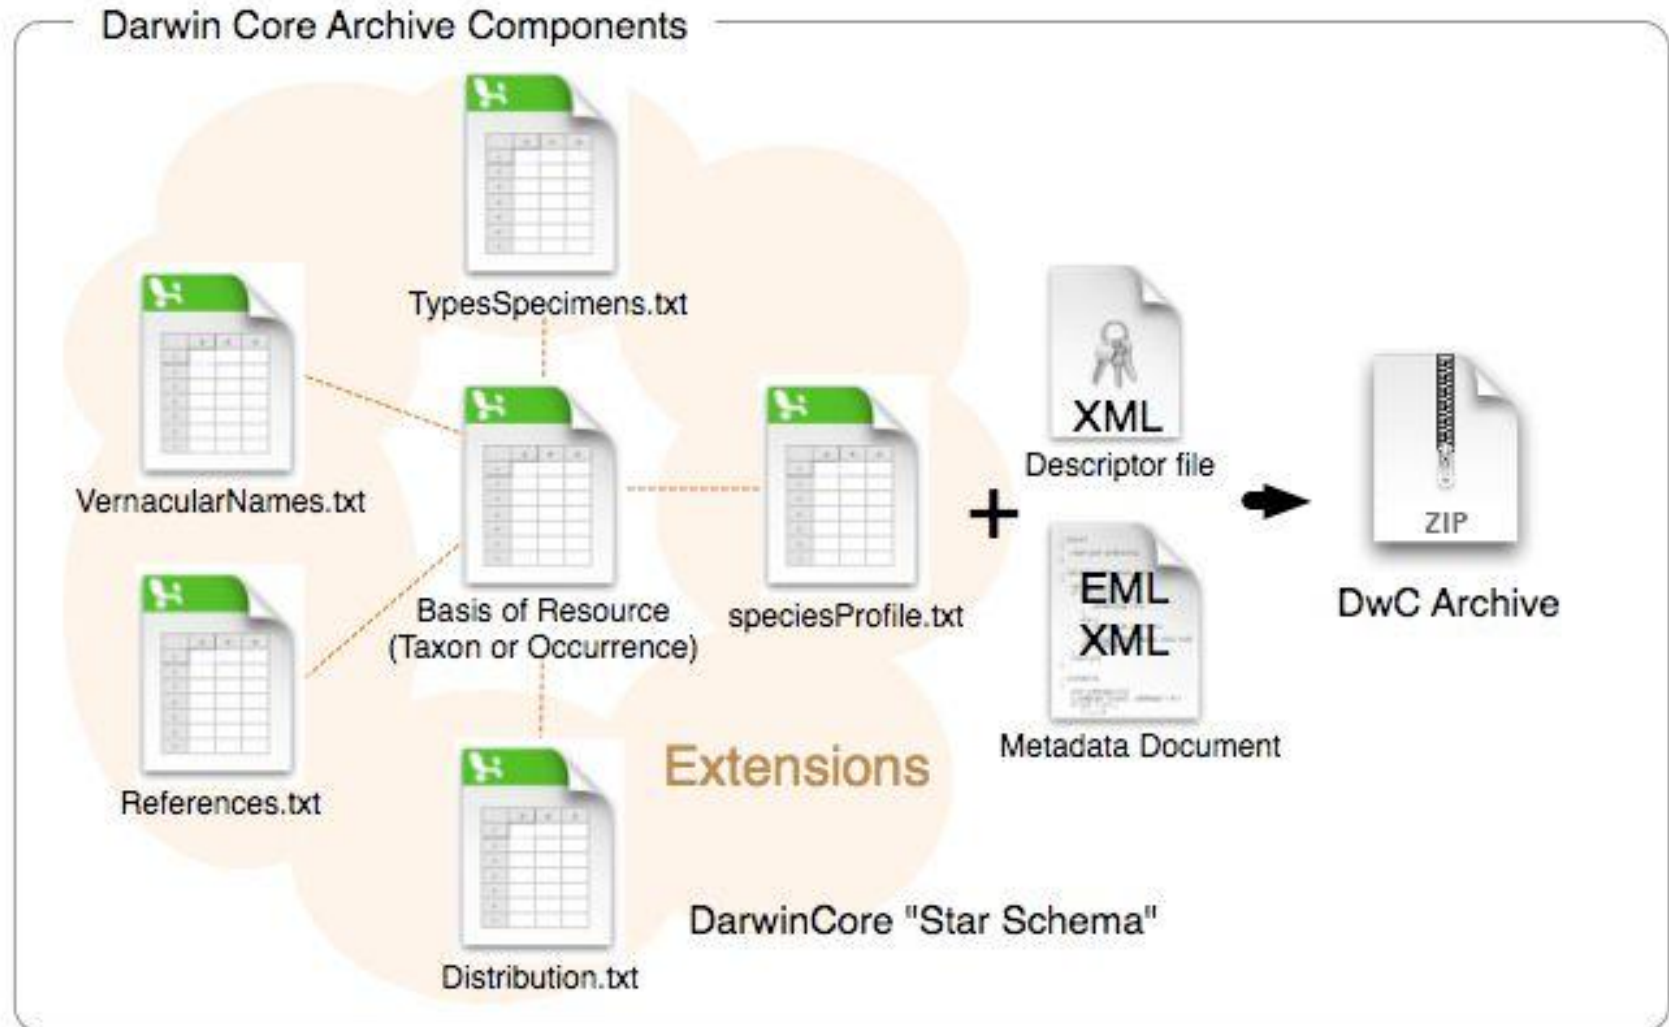 Darwin Core Archive Components
TypesSpecimens.txt
VernacularNames.txt
Basis of Resource
(Taxon or Occurrence)
speciesProfile.txt
References.txt
Distribution.txt
Extensions
DarwinCore "Star Schema"
+
XML
Descriptor file
EML
XML
Metadata Document
ZIP
DwC Archive